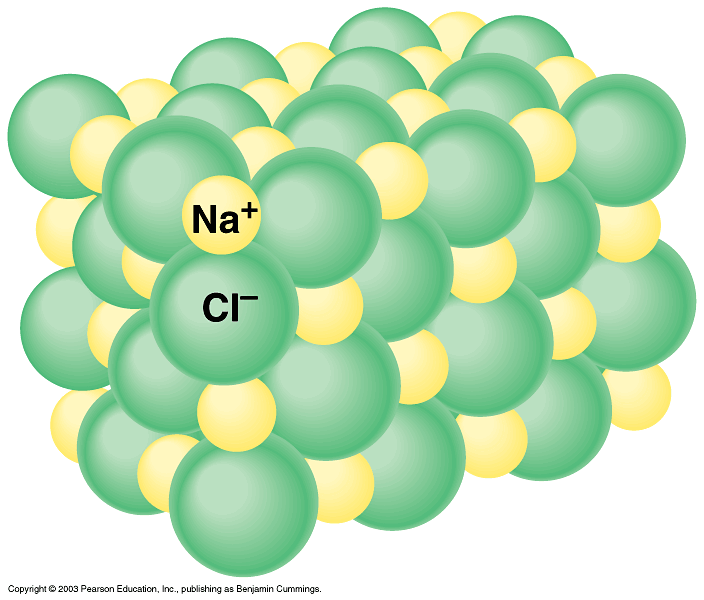 Na⁺
Cl⁻
Copyright © 2003 Pearson Education, Inc., publishing as Benjamin Cummings.